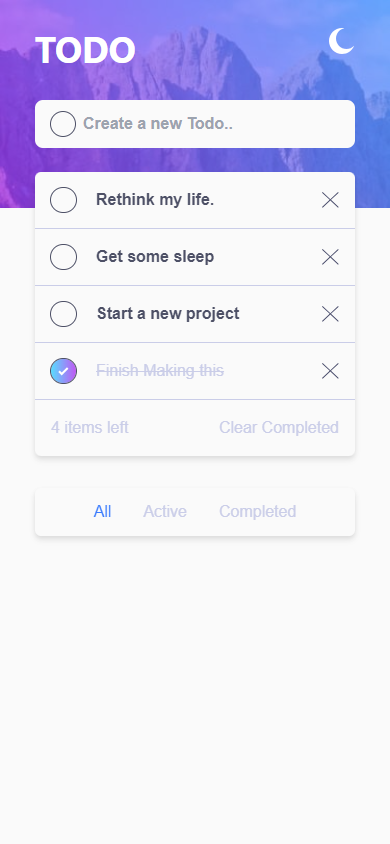 TODO
Create a new Todo..
Rethink my life.
Get some sleep
Start a new project
Finish Making this
4 items left Clear Completed
All Active Completed